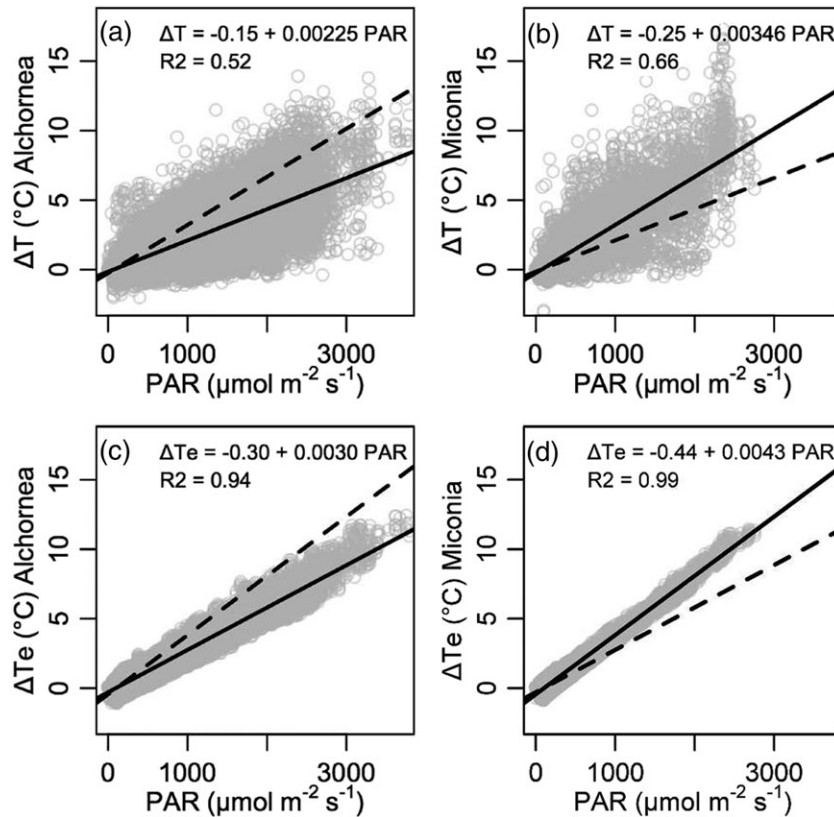 (a) ΔT = -0.15 + 0.00225 PAR
R2 = 0.52
ΔT (°C) Alchornea
15
10
5
0
0 1000 3000
PAR (µmol m⁻² s⁻¹)
(b) ΔT = -0.25 + 0.00346 PAR
R2 = 0.66
ΔT (°C) Miconia
15
10
5
0
0 1000 3000
PAR (µmol m⁻² s⁻¹)
(c) ΔTe = -0.30 + 0.0030 PAR
R2 = 0.94
ΔTe (°C) Alchornea
15
10
5
0
0 1000 3000
PAR (µmol m⁻² s⁻¹)
(d) ΔTe = -0.44 + 0.0043 PAR
R2 = 0.99
ΔTe (°C) Miconia
15
10
5
0
0 1000 3000
PAR (µmol m⁻² s⁻¹)